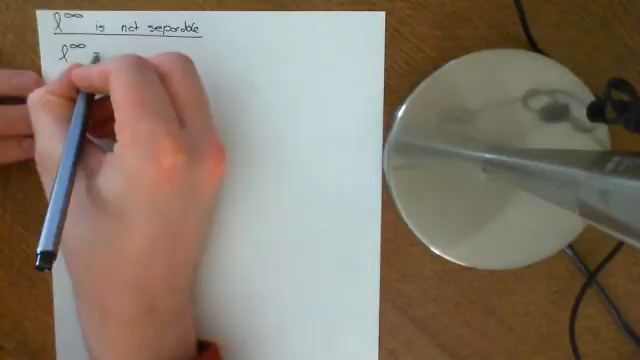 ℓ^∞ is not separable
ℓ^∞ =